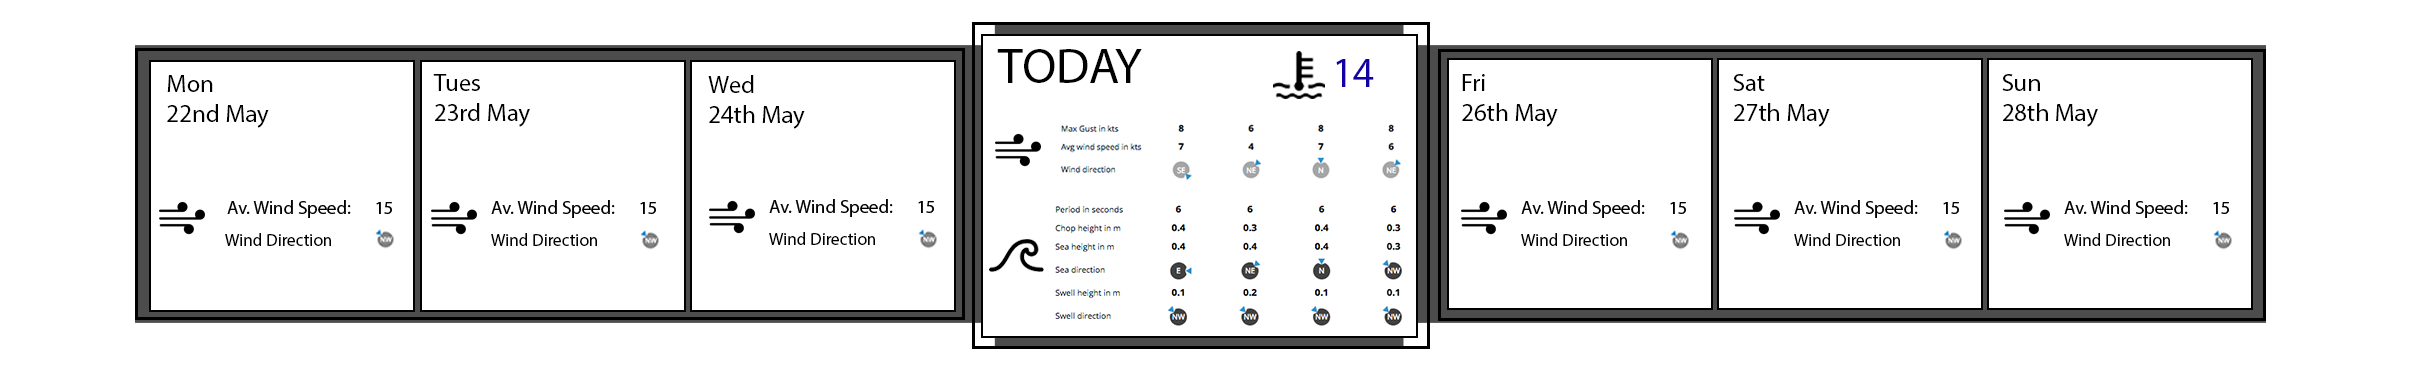 Mon
22nd May
Av. Wind Speed: 15
Wind Direction NW
Tues
23rd May
Av. Wind Speed: 15
Wind Direction NW
Wed
24th May
Av. Wind Speed: 15
Wind Direction NW
TODAY 14
Max Gust in kts 8 6 8 8
Avg wind speed in kts 7 4 7 6
Wind direction SE NE N NE
Period in seconds 6 6 6 6
Chop height in m 0.4 0.3 0.4 0.3
Sea height in m 0.4 0.4 0.4 0.3
Sea direction E NE N NW
Swell height in m 0.1 0.2 0.1 0.1
Swell direction NW NW NW NW
Fri
26th May
Av. Wind Speed: 15
Wind Direction NW
Sat
27th May
Av. Wind Speed: 15
Wind Direction NW
Sun
28th May
Av. Wind Speed: 15
Wind Direction NW